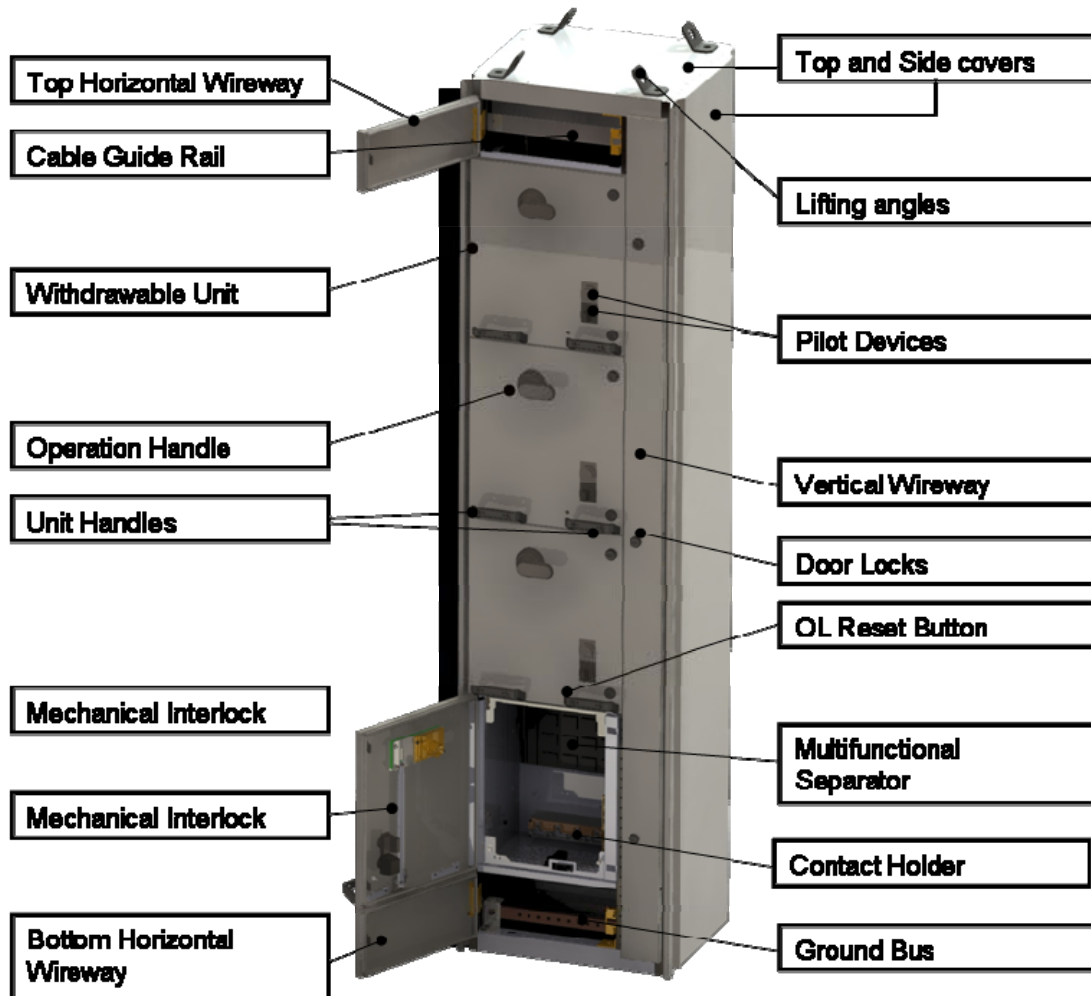 Top Horizontal Wireway
Cable Guide Rail
Withdrawable Unit
Operation Handle
Unit Handles
Mechanical Interlock
Mechanical Interlock
Bottom Horizontal
Wireway
Top and Side covers
Lifting angles
Pilot Devices
Vertical Wireway
Door Locks
OL Reset Button
Multifunctional
Separator
Contact Holder
Ground Bus